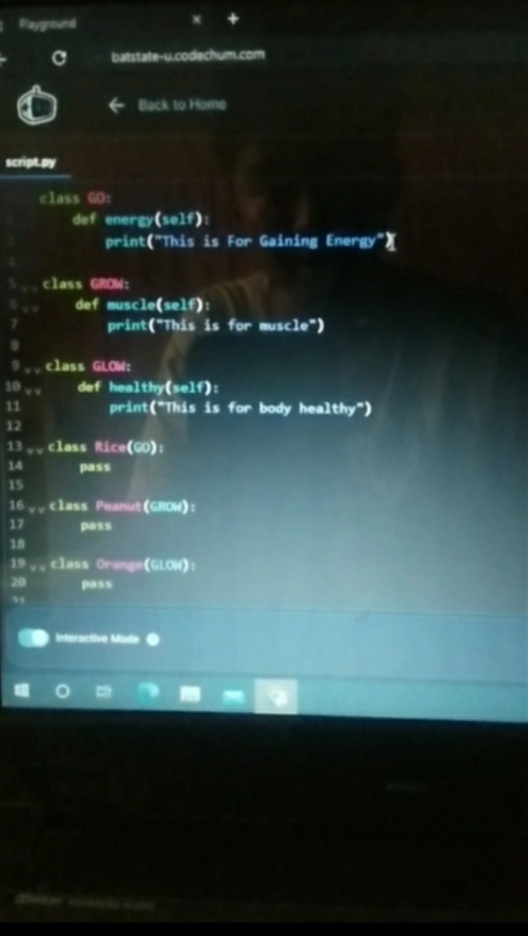 Playground
batstate-u.codechum.com
Back to Home
script.py
class GO:
def energy(self):
print("This is For Gaining Energy")
5 class GROW:
6 def muscle(self):
7 print("This is for muscle")
8
9 class GLOW:
10 def healthy(self):
11 print("This is for body healthy")
12
13 class Rice(GO):
14 pass
15
16 class Peanut(GROW):
17 pass
18
19 class Orange(GLOW):
20 pass
21
Interactive Mode